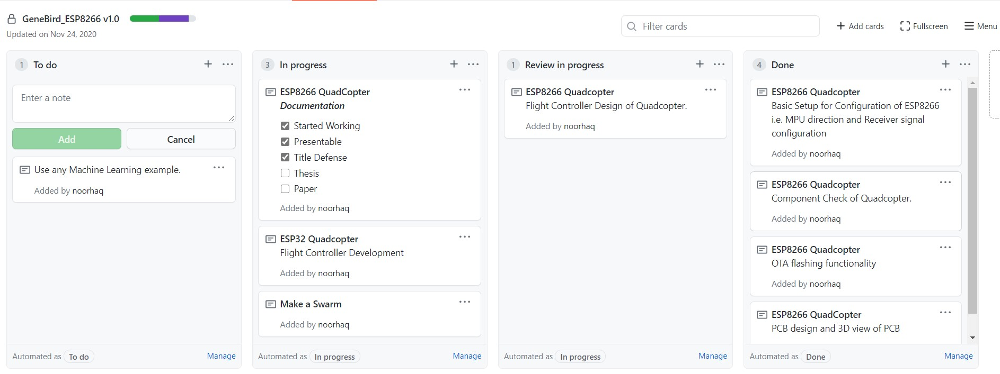 GeneBird_ESP8266 v1.0
Updated on Nov 24, 2020
Filter cards
Add cards
Fullscreen
Menu
1 To do
Enter a note
Add
Cancel
Use any Machine Learning example.
Added by noorhaq
Automated as To do
Manage
3 In progress
ESP8266 QuadCopter
Documentation
Started Working
Presentable
Title Defense
Thesis
Paper
Added by noorhaq
ESP32 Quadcopter
Flight Controller Development
Added by noorhaq
Make a Swarm
Added by noorhaq
Automated as In progress
Manage
1 Review in progress
ESP8266 Quadcopter
Flight Controller Design of Quadcopter.
Added by noorhaq
Automated as In progress
Manage
4 Done
ESP8266 Quadcopter
Basic Setup for Configuration of ESP8266
i.e. MPU direction and Receiver signal
configuration
Added by noorhaq
ESP8266 Quadcopter
Component Check of Quadcopter.
Added by noorhaq
ESP8266 Quadcopter
OTA flashing functionality
Added by noorhaq
ESP8266 QuadCopter
PCB design and 3D view of PCB
Automated as Done
Manage